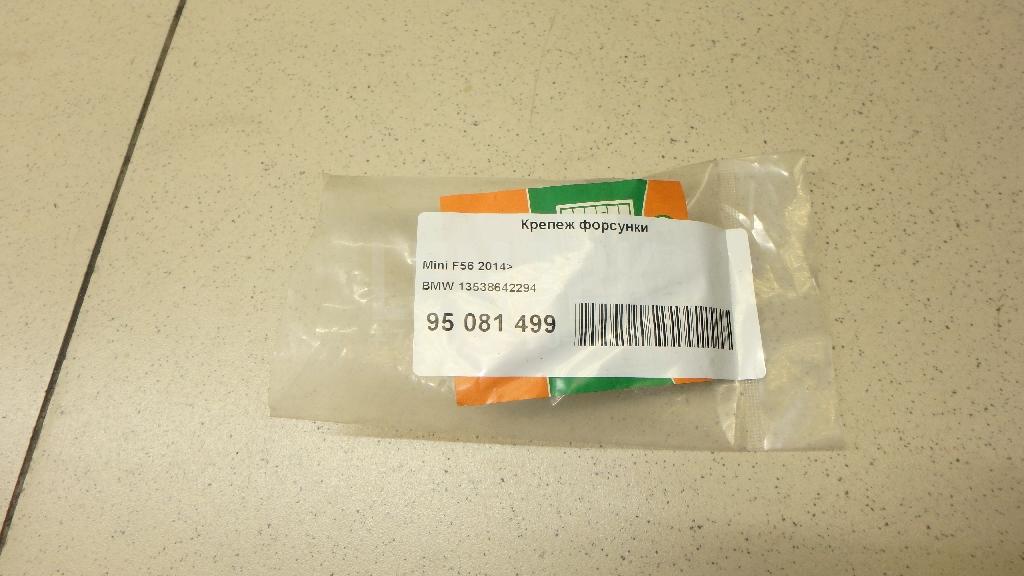 Крепеж форсунки
Mini F56 2014>
BMW 13538642294
95 081 499